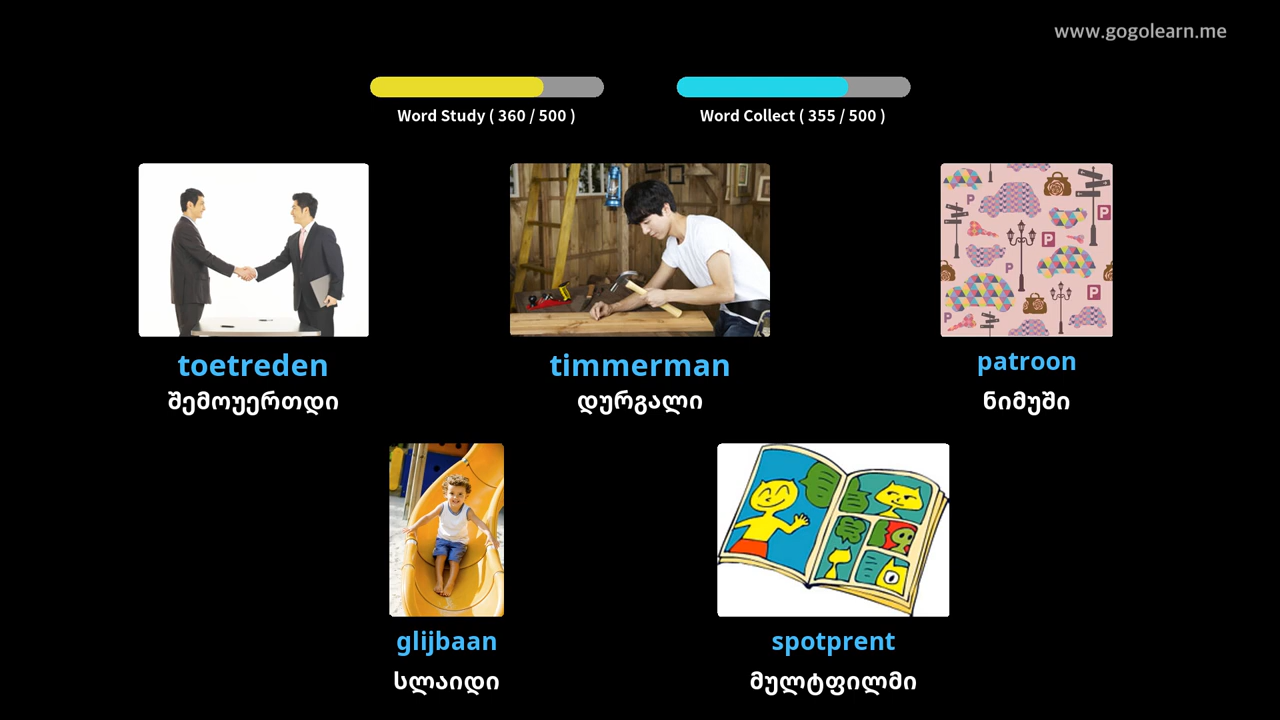 www.gogolearn.me
Word Study ( 360 / 500 )
Word Collect ( 355 / 500 )
toetreden
timmerman
patroon
შემოუერთდი
დურგალი
ნიმუში
glijbaan
spotprent
სლაიდი
მულტფილმი